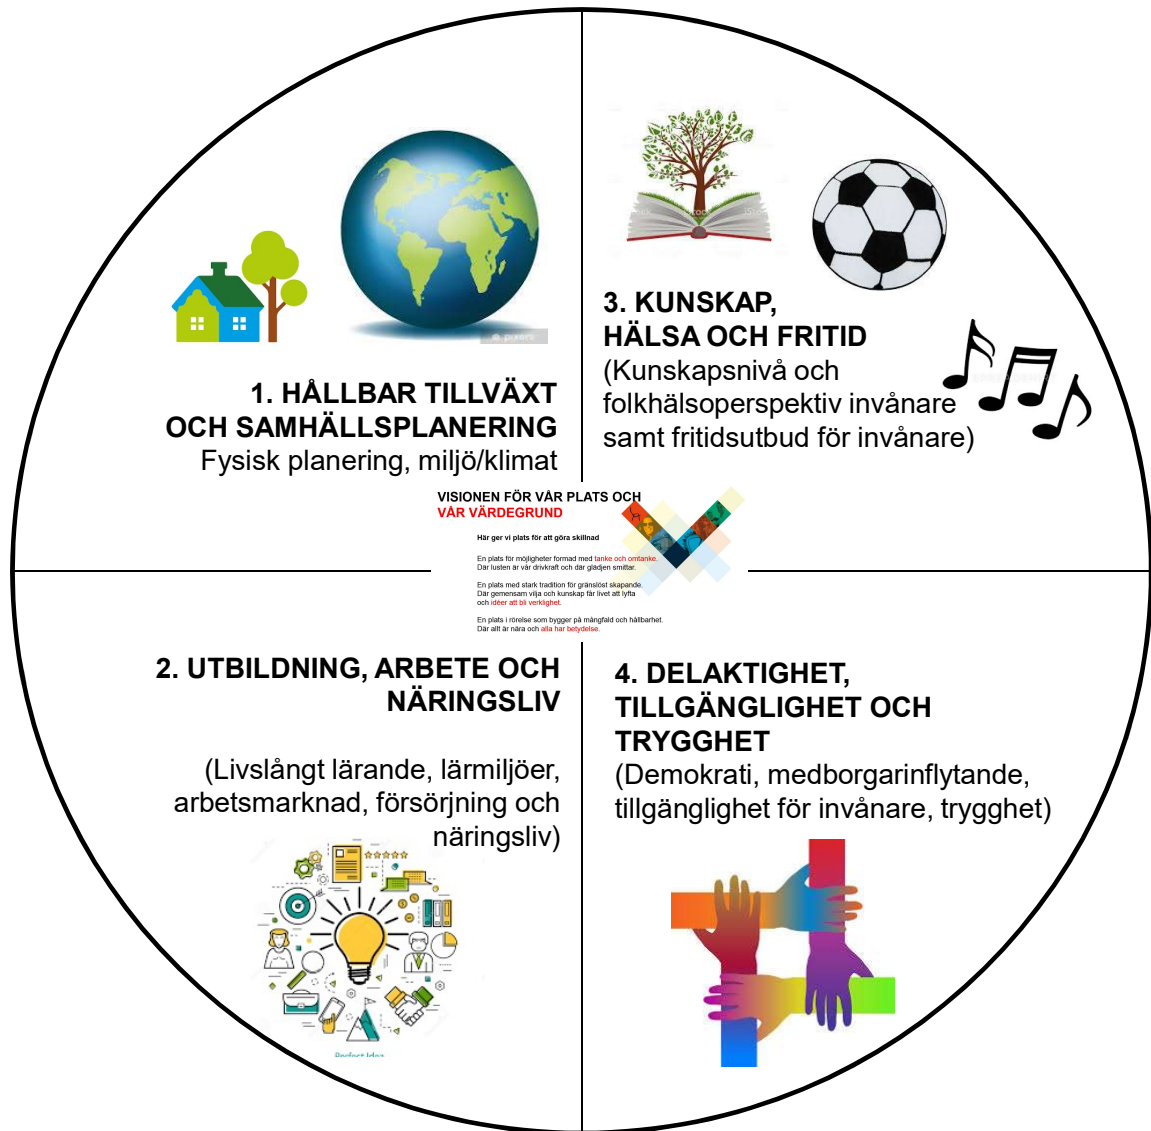 1. HÅLLBAR TILLVÄXT
OCH SAMHÄLLSPLANERING
Fysisk planering, miljö/klimat
3. KUNSKAP,
HÄLSA OCH FRITID
(Kunskapsnivå och
folkhälsoperspektiv invånare
samt fritidsutbud för invånare)
VISIONEN FÖR VÅR PLATS OCH
VÅR VÄRDEGRUND
Här ger vi plats för att göra skillnad
En plats för möjligheter formad med tanke och omtanke.
Där lusten är vår drivkraft och där glädjen smittar.
En plats med stark tradition för gränslöst skapande.
Där gemensam vilja och kunskap får livet att lyfta
och idéer att bli verklighet.
En plats i rörelse som bygger på mångfald och hållbarhet.
Där allt är nära och alla har betydelse.
2. UTBILDNING, ARBETE OCH
NÄRINGSLIV
(Livslångt lärande, lärmiljöer,
arbetsmarknad, försörjning och
näringsliv)
4. DELAKTIGHET,
TILLGÄNGLIGHET OCH
TRYGGHET
(Demokrati, medborgarinflytande,
tillgänglighet för invånare, trygghet)
Perfect Idea